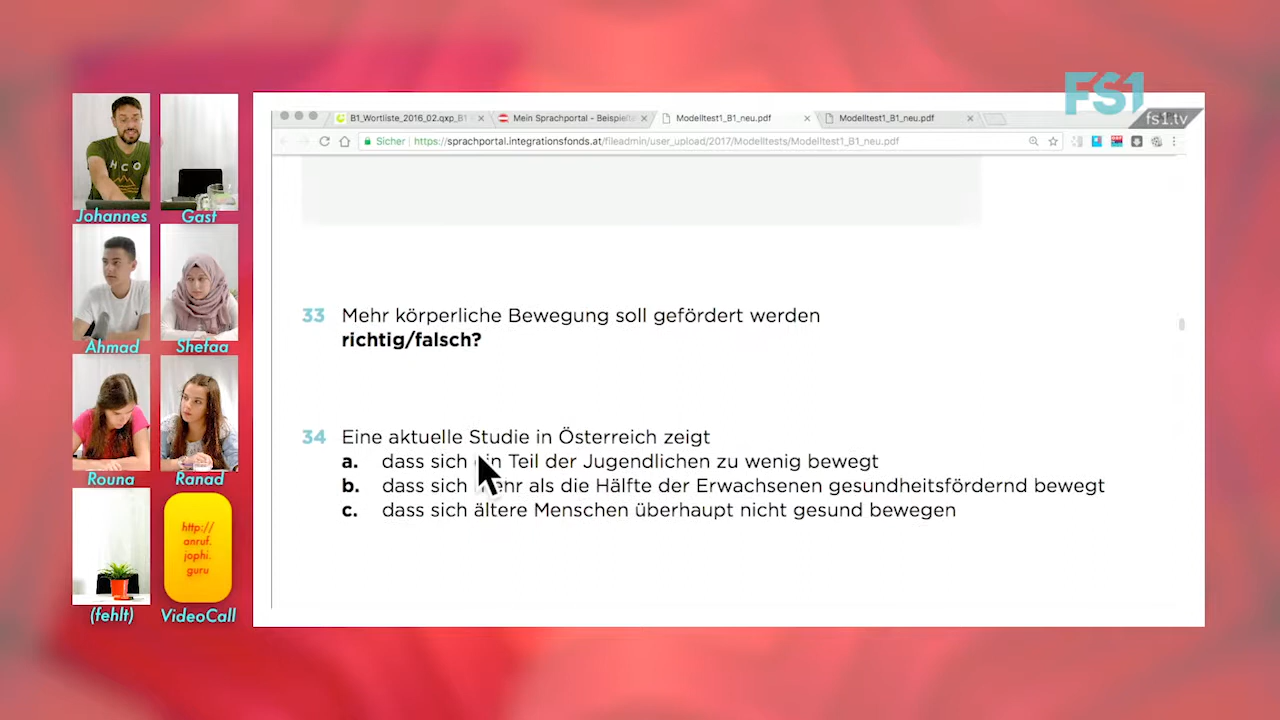 FS1
fs1.tv
B1_Wortliste_2016_02.qxp_B1
Mein Sprachportal - Beispiel
Modelltest1_B1_neu.pdf
Modelltest1_B1_neu.pdf
Sicher
https://sprachportal.integrationsfonds.at/fileadmin/user_upload/2017/Modelltests/Modelltest1_B1_neu.pdf
HCO
Johannes
Gast
Ahmad
Shefaa
Rouna
Ranad
(fehlt)
http://
anruf.
jophi.
guru
VideoCall
33 Mehr körperliche Bewegung soll gefördert werden
richtig/falsch?
34 Eine aktuelle Studie in Österreich zeigt
a. dass sich ein Teil der Jugendlichen zu wenig bewegt
b. dass sich mehr als die Hälfte der Erwachsenen gesundheitsfördernd bewegt
c. dass sich ältere Menschen überhaupt nicht gesund bewegen